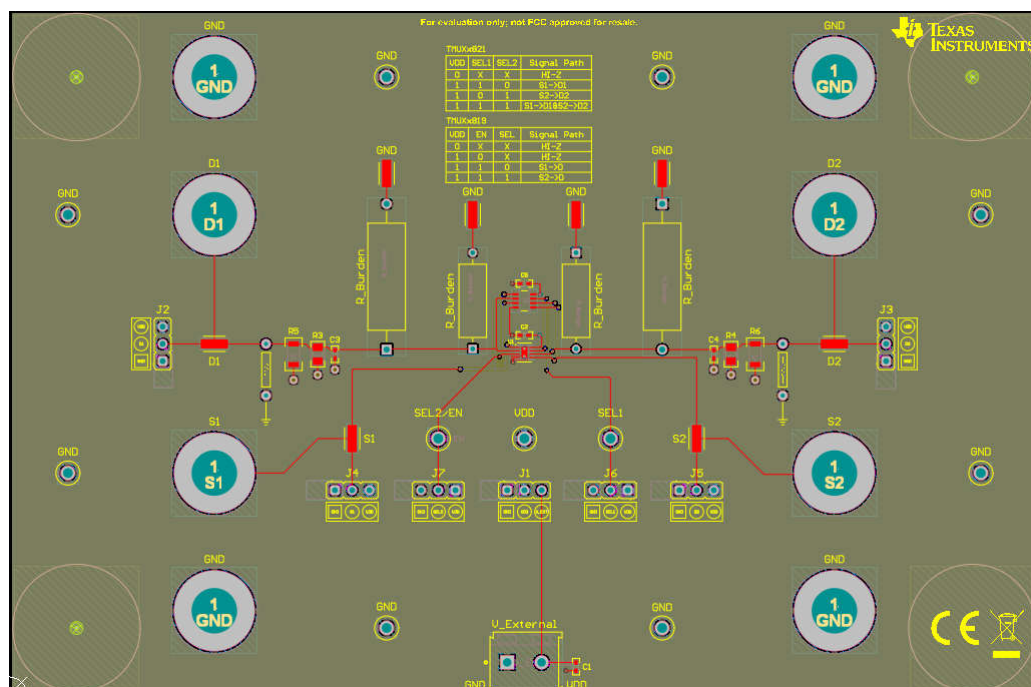 For evaluation only; not FCC approved for resale.
TEXAS
INSTRUMENTS
GND
GND
GND
GND
1
GND
1
GND
TMUXx821
VDD SEL1 SEL2 Signal Path
0 X X HI-Z
1 1 0 S1->D1
1 0 1 S2->D2
1 1 1 S1->D1&S2->D2
TMUXx819
VDD EN SEL Signal Path
0 X X HI-Z
1 0 X HI-Z
1 1 0 S1->D
1 1 1 S2->D
GND
GND
GND
GND
D1
D2
GND
GND
1
D1
1
D2
R_Burden
R_Burden
R_Burden
R_Burden
J2
J3
R5
R3
C4
R4
R6
D1
D2
S1
SEL2/EN
VDD
SEL1
S2
S1
S2
GND
GND
1
S1
1
S2
J4
J7
J1
J6
J5
GND
GND
GND
GND
1
GND
1
GND
V_External
C1
GND
VDD
CE